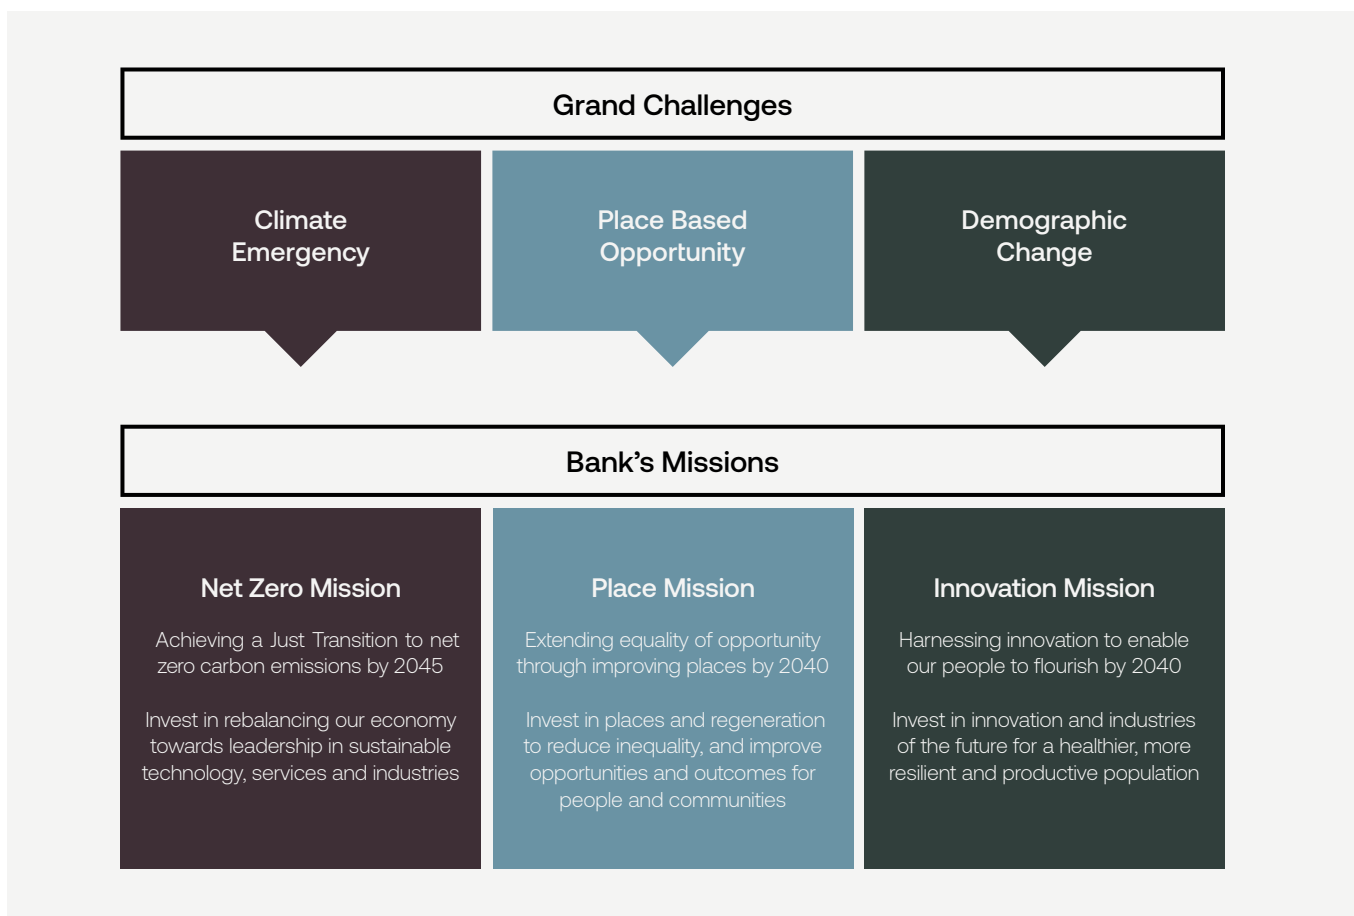 Grand Challenges
Climate
Emergency
Place Based
Opportunity
Demographic
Change
Bank’s Missions
Net Zero Mission
Achieving a Just Transition to net
zero carbon emissions by 2045
Invest in rebalancing our economy
towards leadership in sustainable
technology, services and industries
Place Mission
Extending equality of opportunity
through improving places by 2040
Invest in places and regeneration
to reduce inequality, and improve
opportunities and outcomes for
people and communities
Innovation Mission
Harnessing innovation to enable
our people to flourish by 2040
Invest in innovation and industries
of the future for a healthier, more
resilient and productive population